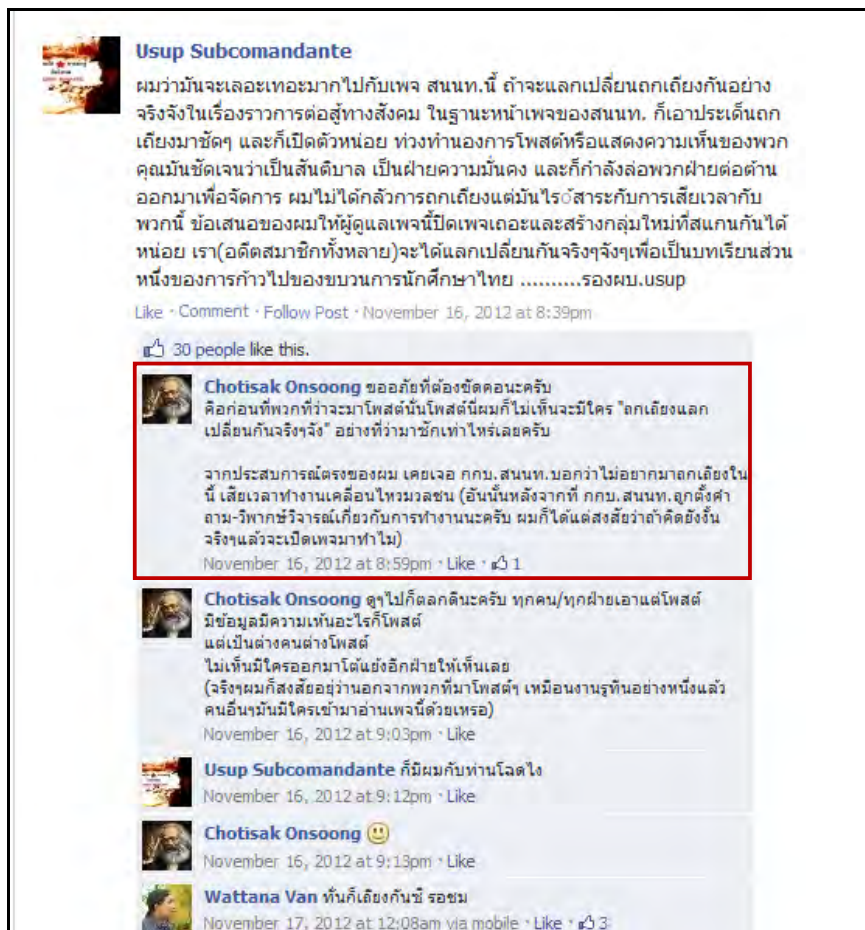 Usup Subcomandante
ผมว่ามันจะเลอะเทอะมากไปกับเพจ สนนท.นี้ ถ้าจะแลกเปลี่ยนถกเถียงกันอย่าง
จริงจังในเรื่องราวการต่อสู้ทางสังคม ในฐานะหน้าเพจของสนนท. ก็เอาประเด็นถก
เถียงมาชัดๆ และก็เปิดตัวหน่อย ท่วงทำนองการโพสต์หรือแสดงความเห็นของพวก
คุณมันชัดเจนว่าเป็นสันติบาล เป็นฝ่ายความมั่นคง และก็กำลังล่อพวกฝ่ายต่อต้าน
ออกมาเพื่อจัดการ ผมไม่ได้กลัวการถกเถียงแต่มันไร้สาระกับการเสียเวลากับ
พวกนี้ ข้อเสนอของผมให้ผู้ดูแลเพจนี้ปิดเพจเถอะและสร้างกลุ่มใหม่ที่สแกนกันได้
หน่อย เรา(อดีตสมาชิกทั้งหลาย)จะได้แลกเปลี่ยนกันจริงๆจังๆเพื่อเป็นบทเรียนส่วน
หนึ่งของการก้าวไปของขบวนการนักศึกษาไทย ..........รองผบ.usup
Like · Comment · Follow Post · November 16, 2012 at 8:39pm
30 people like this.
Chotisak Onsoong ขออภัยที่ต้องขัดคอนะครับ
คือก่อนที่พวกที่ว่าจะมาโพสต์นั่นโพสต์นี่ผมก็ไม่เห็นจะมีใคร "ถกเถียงแลก
เปลี่ยนกันจริงๆจัง" อย่างที่ว่ามาซักเท่าไหร่เลยครับ
จากประสบการณ์ตรงของผม เคยเจอ กกบ.สนนท.บอกว่าไม่อยากมาถกเถียงใน
นี้ เสียเวลาทำงานเคลื่อนไหวมวลชน (อันนั้นหลังจากที่ กกบ.สนนท.ถูกตั้งคำ
ถาม-วิพากษ์วิจารณ์เกี่ยวกับการทำงานนะครับ ผมก็ได้แต่สงสัยว่าถ้าคิดยังงั้น
จริงๆแล้วจะเปิดเพจมาทำไม)
November 16, 2012 at 8:59pm · Like · 1
Chotisak Onsoong ดูๆไปก็ตลกดีนะครับ ทุกคน/ทุกฝ่ายเอาแต่โพสต์
มีข้อมูลมีความเห็นอะไรก็โพสต์
แต่เป็นต่างคนต่างโพสต์
ไม่เห็นมีใครออกมาโต้แย้งอีกฝ่ายให้เห็นเลย
(จริงๆผมก็สงสัยอยู่ว่านอกจากพวกที่มาโพสต์ๆ เหมือนงานรูทีนอย่างหนึ่งแล้ว
คนอื่นๆมันมีใครเข้ามาอ่านเพจนี้ด้วยเหรอ)
November 16, 2012 at 9:03pm · Like
Usup Subcomandante ก็มีผมกับท่านโฉดไง
November 16, 2012 at 9:12pm · Like
Chotisak Onsoong
November 16, 2012 at 9:13pm · Like
Wattana Van ทั่นก็เถียงกันซี่ รอชม
November 17, 2012 at 12:08am via mobile · Like · 3